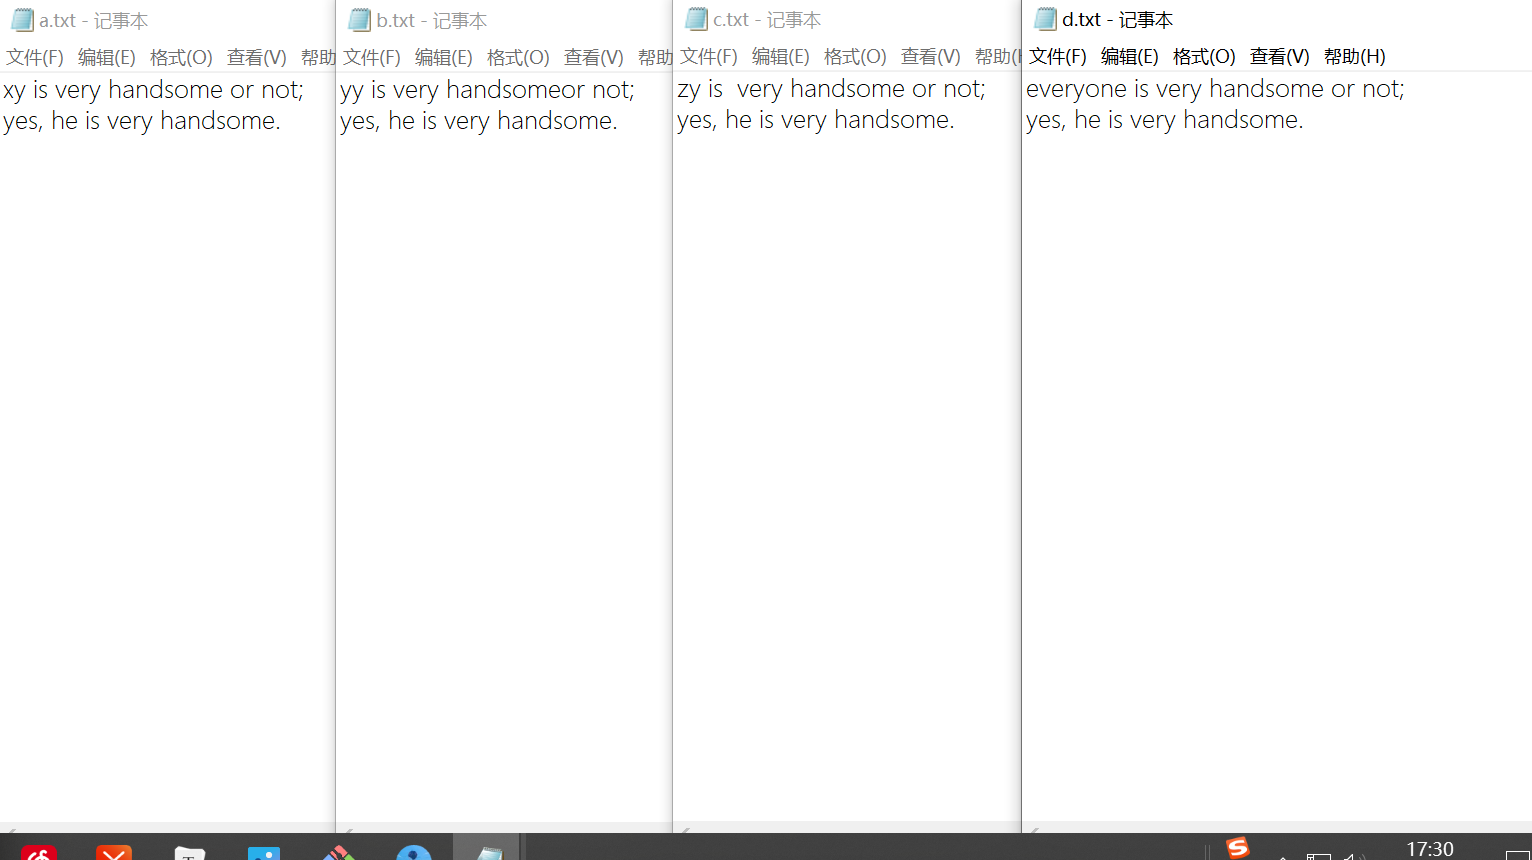 a.txt - 记事本
文件(F) 编辑(E) 格式(O) 查看(V) 帮助
xy is very handsome or not;
yes, he is very handsome.
b.txt - 记事本
文件(F) 编辑(E) 格式(O) 查看(V) 帮助
yy is very handsomeor not;
yes, he is very handsome.
c.txt - 记事本
文件(F) 编辑(E) 格式(O) 查看(V) 帮助(
zy is  very handsome or not;
yes, he is very handsome.
d.txt - 记事本
文件(F) 编辑(E) 格式(O) 查看(V) 帮助(H)
everyone is very handsome or not;
yes, he is very handsome.
17:30